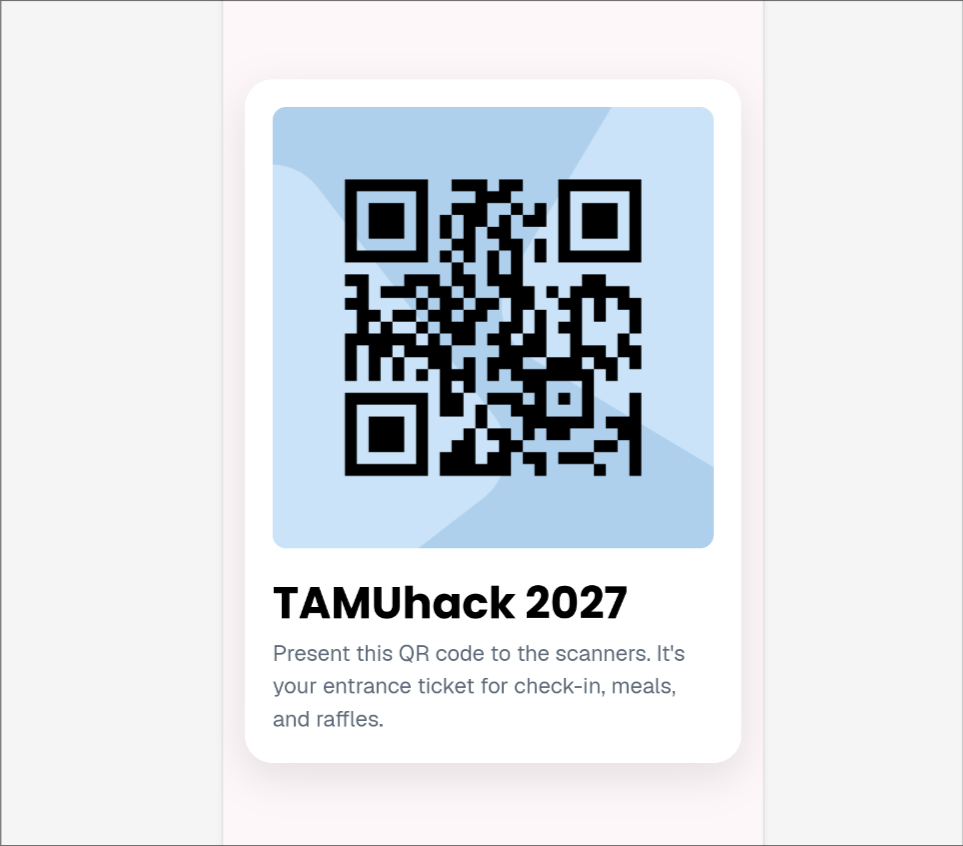 TAMUhack 2027
Present this QR code to the scanners. It's
your entrance ticket for check-in, meals,
and raffles.